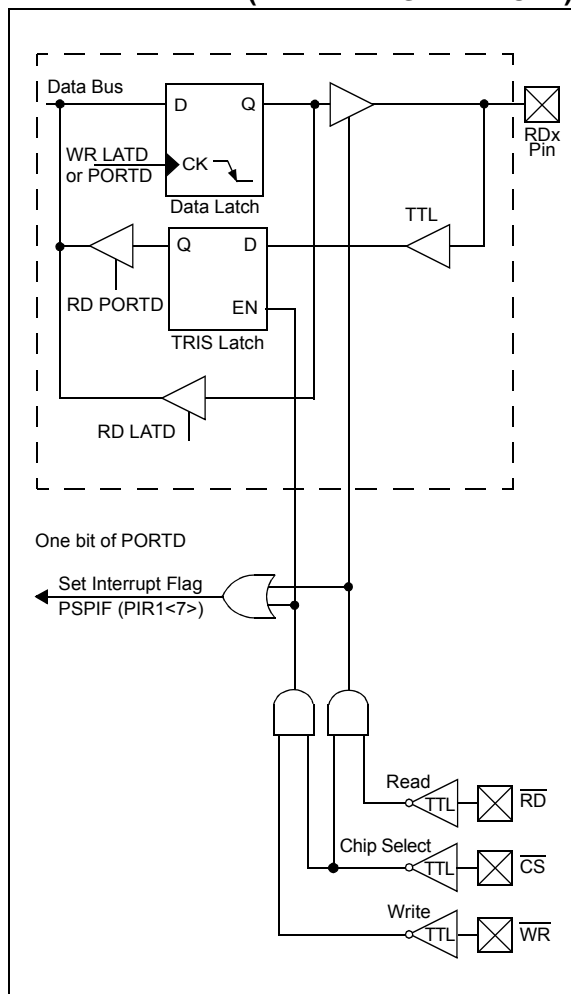 Data Bus
D
Q
RDx
Pin
WR LATD
or PORTD
CK
Data Latch
TTL
Q
D
RD PORTD
EN
TRIS Latch
RD LATD
One bit of PORTD
Set Interrupt Flag
PSPIF (PIR1<7>)
Read
TTL
RD
Chip Select
TTL
CS
Write
TTL
WR